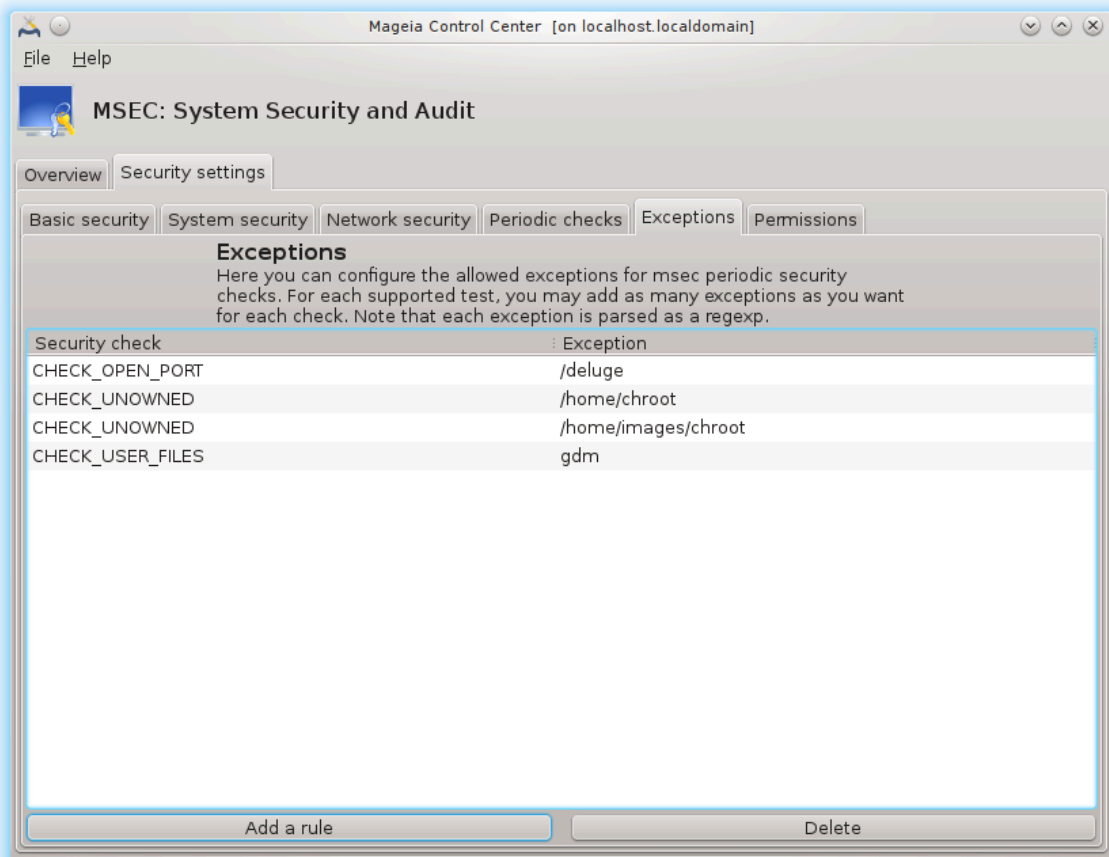 Mageia Control Center [on localhost.localdomain]
File Help
MSEC: System Security and Audit
Overview Security settings
Basic security System security Network security Periodic checks Exceptions Permissions
Exceptions
Here you can configure the allowed exceptions for msec periodic security
checks. For each supported test, you may add as many exceptions as you want
for each check. Note that each exception is parsed as a regexp.
Security check Exception
CHECK_OPEN_PORT /deluge
CHECK_UNOWNED /home/chroot
CHECK_UNOWNED /home/images/chroot
CHECK_USER_FILES gdm
Add a rule Delete